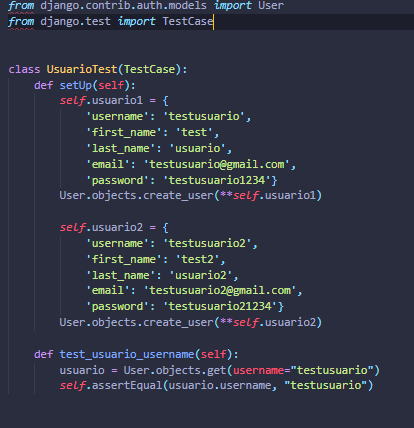 from django.contrib.auth.models import User
from django.test import TestCase
class UsuarioTest(TestCase):
def setUp(self):
self.usuario1 = {
'username': 'testusuario',
'first_name': 'test',
'last_name': 'usuario',
'email': 'testusuario@gmail.com',
'password': 'testusuario1234'}
User.objects.create_user(**self.usuario1)
self.usuario2 = {
'username': 'testusuario2',
'first_name': 'test2',
'last_name': 'usuario2',
'email': 'testusuario2@gmail.com',
'password': 'testusuario21234'}
User.objects.create_user(**self.usuario2)
def test_usuario_username(self):
usuario = User.objects.get(username="testusuario")
self.assertEqual(usuario.username, "testusuario")